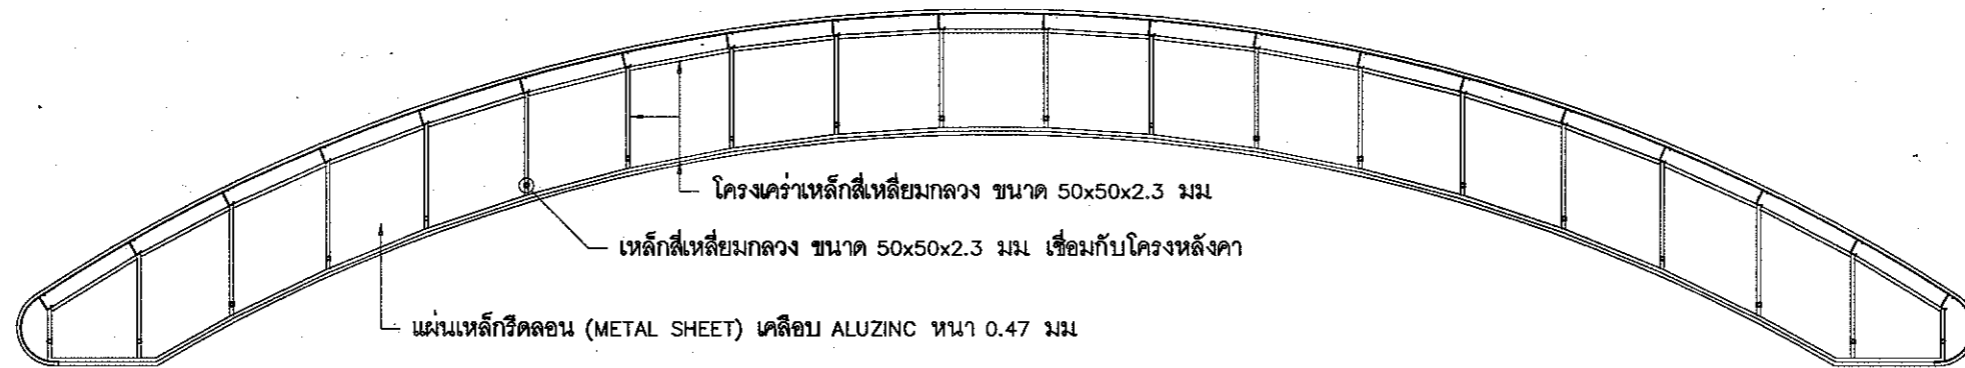 โครงเคร่าเหล็กสี่เหลี่ยมกลวง ขนาด 50x50x2.3 มม
เหล็กสี่เหลี่ยมกลวง ขนาด 50x50x2.3 มม เชื่อมกับโครงหลังคา
แผ่นเหล็กรีดลอน (METAL SHEET) เคลือบ ALUZINC หนา 0.47 มม